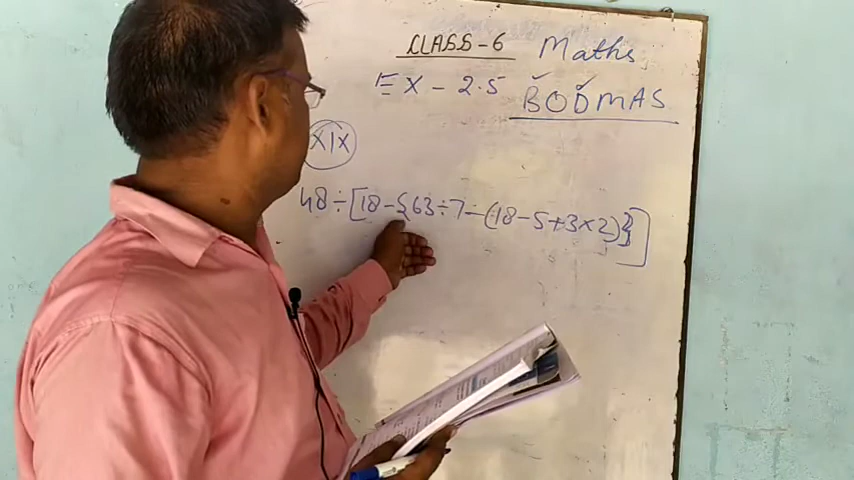 CLASS-6 Maths
Ex - 2.5 BODMAS
XIX
48÷[18-{63÷7-(18-5+3×2)}]